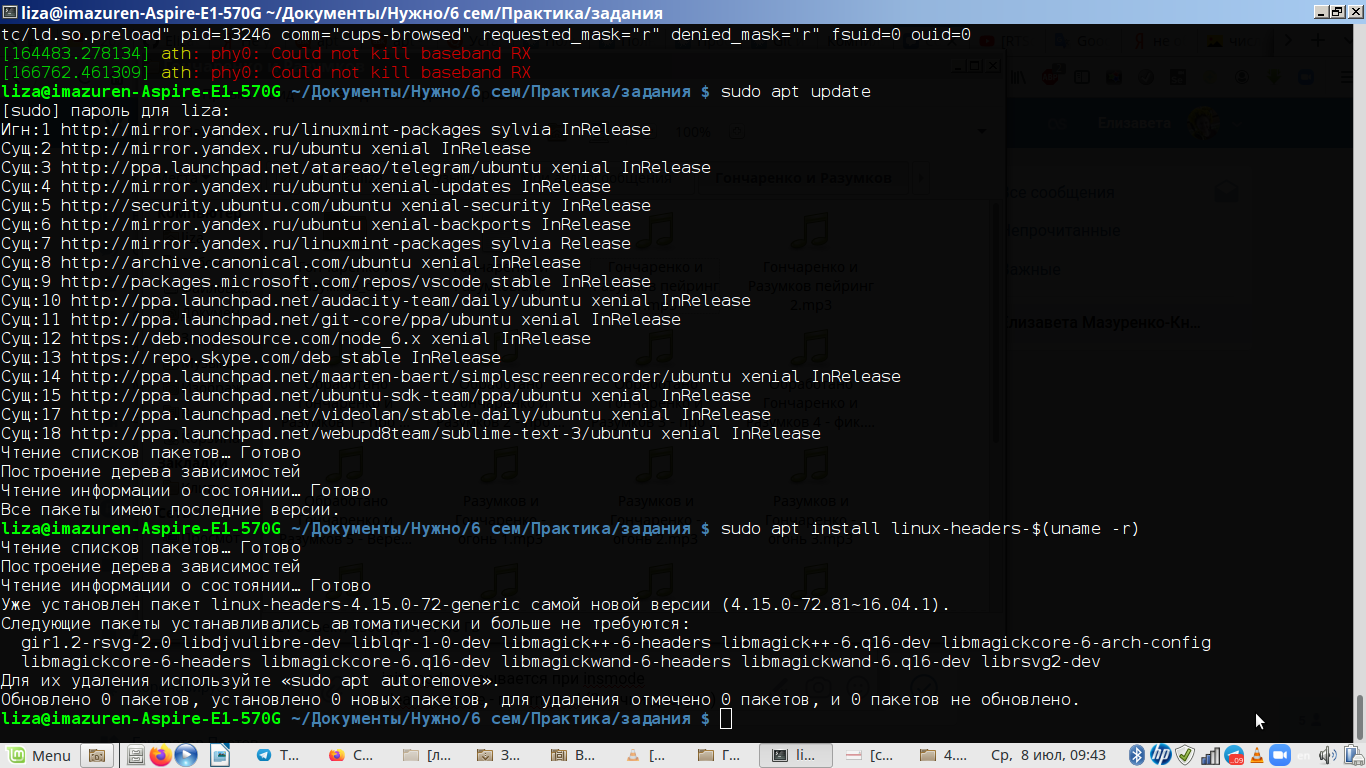 liza@imazuren-Aspire-E1-570G ~/Документы/Нужно/6 сем/Практика/задания
tc/ld.so.preload" pid=13246 comm="cups-browsed" requested_mask="r" denied_mask="r" fsuid=0 ouid=0
[164483.278134] ath: phy0: Could not kill baseband RX
[166762.461309] ath: phy0: Could not kill baseband RX
liza@imazuren-Aspire-E1-570G ~/Документы/Нужно/6 сем/Практика/задания $ sudo apt update
[sudo] пароль для liza:
Игн:1 http://mirror.yandex.ru/linuxmint-packages sylvia InRelease
Сущ:2 http://mirror.yandex.ru/ubuntu xenial InRelease
Сущ:3 http://ppa.launchpad.net/atareao/telegram/ubuntu xenial InRelease
Сущ:4 http://mirror.yandex.ru/ubuntu xenial-updates InRelease
Сущ:5 http://security.ubuntu.com/ubuntu xenial-security InRelease
Сущ:6 http://mirror.yandex.ru/ubuntu xenial-backports InRelease
Сущ:7 http://mirror.yandex.ru/linuxmint-packages sylvia Release
Сущ:8 http://archive.canonical.com/ubuntu xenial InRelease
Сущ:9 http://packages.microsoft.com/repos/vscode stable InRelease
Сущ:10 http://ppa.launchpad.net/audacity-team/daily/ubuntu xenial InRelease
Сущ:11 http://ppa.launchpad.net/git-core/ppa/ubuntu xenial InRelease
Сущ:12 https://deb.nodesource.com/node_6.x xenial InRelease
Сущ:13 https://repo.skype.com/deb stable InRelease
Сущ:14 http://ppa.launchpad.net/maarten-baert/simplescreenrecorder/ubuntu xenial InRelease
Сущ:15 http://ppa.launchpad.net/ubuntu-sdk-team/ppa/ubuntu xenial InRelease
Сущ:17 http://ppa.launchpad.net/videolan/stable-daily/ubuntu xenial InRelease
Сущ:18 http://ppa.launchpad.net/webupd8team/sublime-text-3/ubuntu xenial InRelease
Чтение списков пакетов… Готово
Построение дерева зависимостей
Чтение информации о состоянии… Готово
Все пакеты имеют последние версии.
liza@imazuren-Aspire-E1-570G ~/Документы/Нужно/6 сем/Практика/задания $ sudo apt install linux-headers-$(uname -r)
Чтение списков пакетов… Готово
Построение дерева зависимостей
Чтение информации о состоянии… Готово
Уже установлен пакет linux-headers-4.15.0-72-generic самой новой версии (4.15.0-72.81~16.04.1).
Следующие пакеты устанавливались автоматически и больше не требуются:
gir1.2-rsvg-2.0 libdjvulibre-dev liblqr-1-0-dev libmagick++-6-headers libmagick++-6.q16-dev libmagickcore-6-arch-config
libmagickcore-6-headers libmagickcore-6.q16-dev libmagickwand-6-headers libmagickwand-6.q16-dev librsvg2-dev
Для их удаления используйте «sudo apt autoremove».
Обновлено 0 пакетов, установлено 0 новых пакетов, для удаления отмечено 0 пакетов, и 0 пакетов не обновлено.
liza@imazuren-Aspire-E1-570G ~/Документы/Нужно/6 сем/Практика/задания $
100%
Елизавета
Гончаренко и Разумков
все сообщения
Непрочитанные
Важные
Елизавета Мазуренко-Кн…
Гончаренко и
Разумков пейринг
2.mp3
Menu T… С… [л… З… В… [… Г… li… [с… 4.… Ср, 8 июл, 09:43